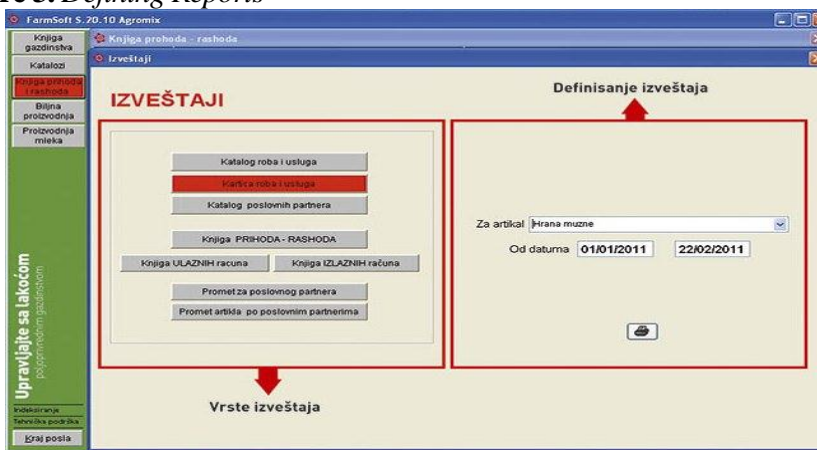 Defining Reports
FarmSoft S.20.10 Agromix
Knjiga gazdinstva
Katalozi
Knjiga prihoda i rashoda
Biljna proizvodnja
Proizvodnja mleka
Upravljajte sa lakoćom
poljoprivrednim gazdinstvom
Indeksiranje
Tehnička podrška
Kraj posla
Knjiga prohoda - rashoda
Izveštaji
IZVEŠTAJI
Katalog roba i usluga
Kartica roba i usluga
Katalog poslovnih partnera
Knjiga PRIHODA - RASHODA
Knjiga ULAZNIH racuna
Knjiga IZLAZNIH računa
Promet za poslovnog partnera
Promet artikla po poslovnim partnerima
Vrste izveštaja
Definisanje izveštaja
Za artikal Hrana muzne
Od datuma 01/01/2011 22/02/2011